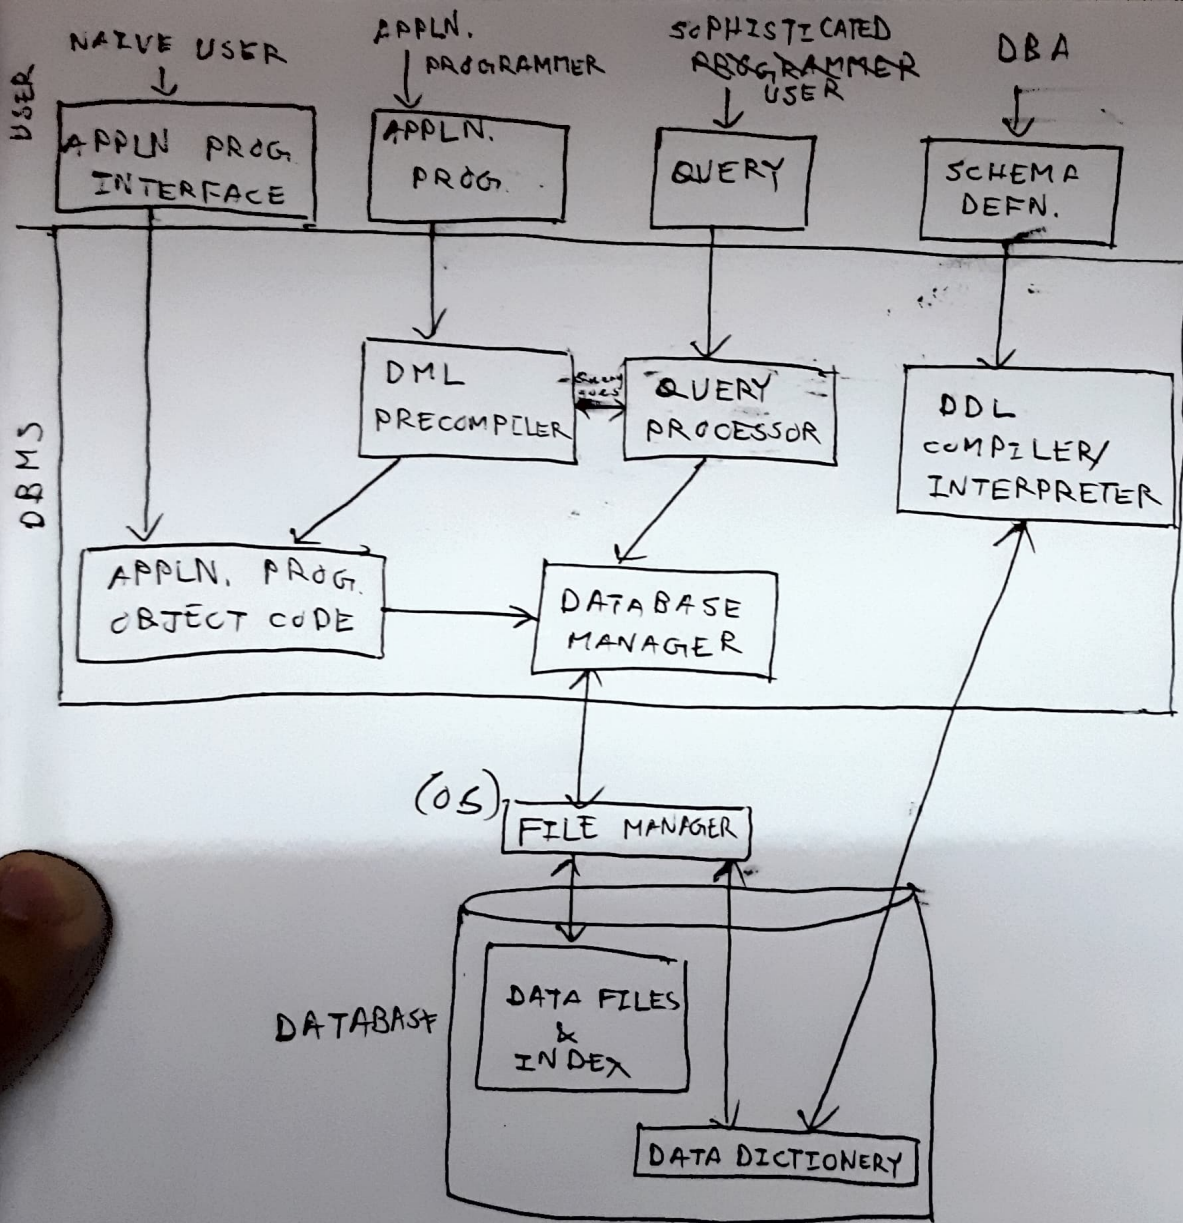 NAIVE USER
APPLN.
PROGRAMMER
SOPHISTICATED
PROGRAMMER
USER
DBA
USER
APPLN PROG.
INTERFACE
APPLN.
PROG.
QUERY
SCHEMA
DEFN.
DBMS
DML
PRECOMPILER
QUERY
PROCESSOR
DDL
COMPILER/
INTERPRETER
APPLN. PROG.
OBJECT CODE
DATABASE
MANAGER
(OS)
FILE MANAGER
DATABASE
DATA FILES
&
INDEX
DATA DICTIONERY